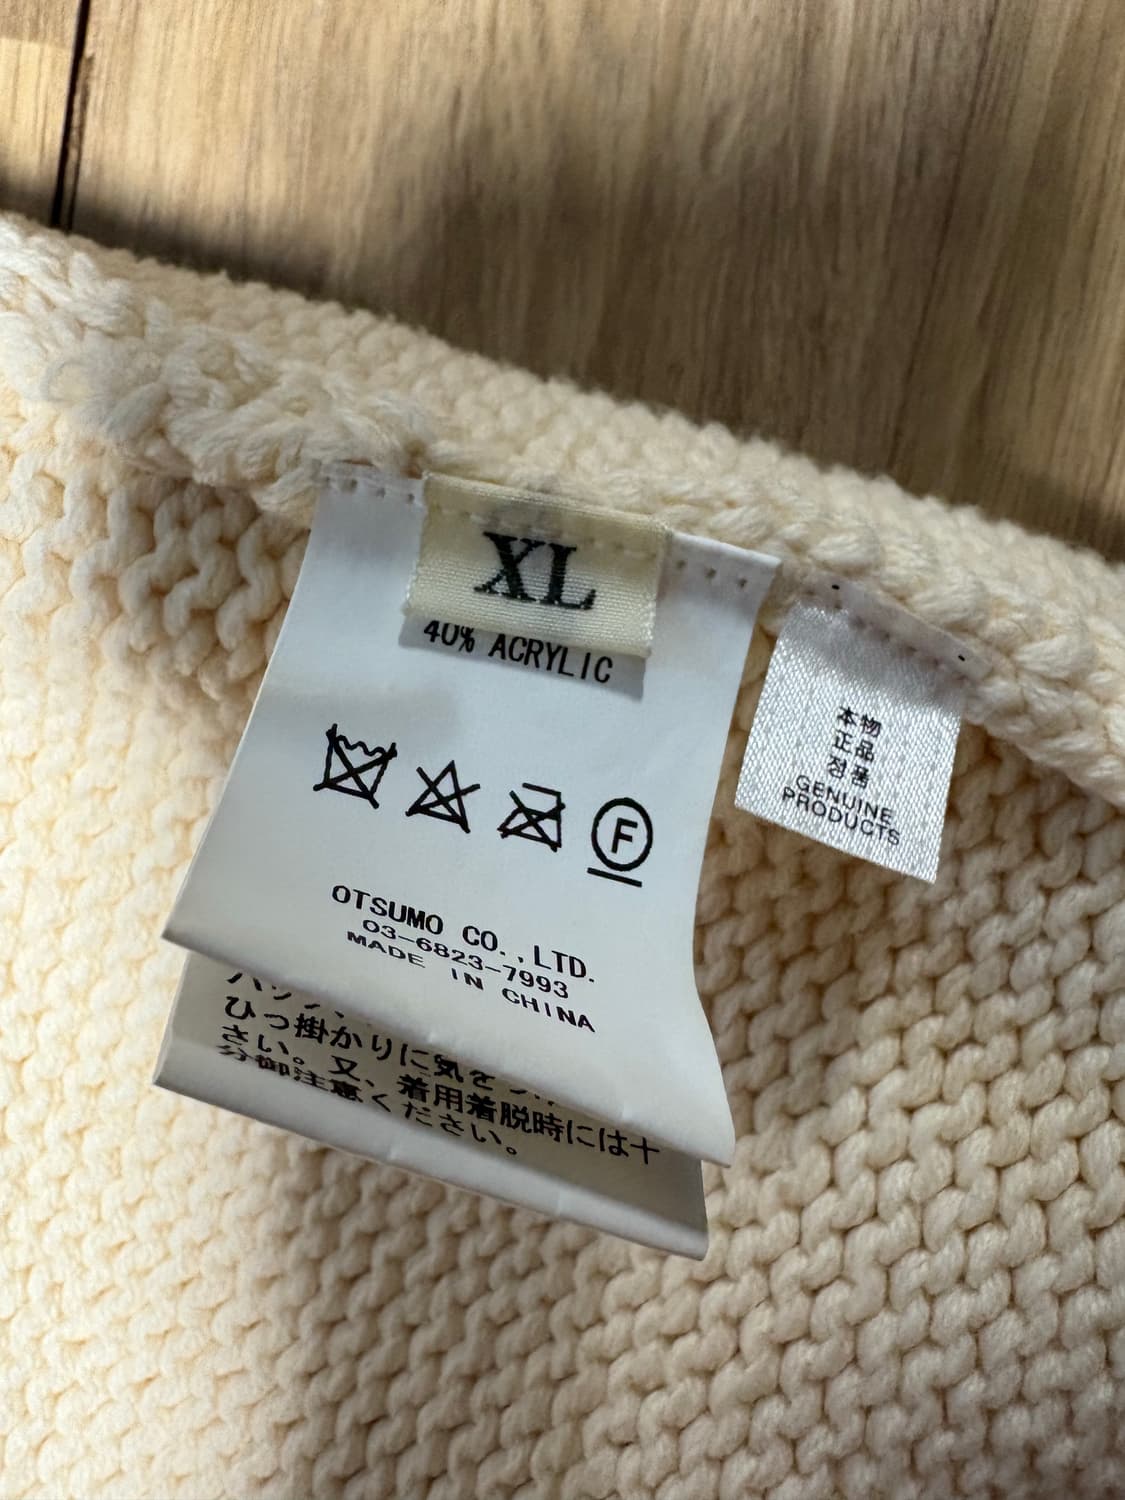 XL
40% ACRYLIC
F
OTSUMO CO.,LTD.
03-6823-7993
MADE IN CHINA
ひっ掛かりに気をつけ
さい。又、着用着脱時には十
分御注意ください。
本物
正品
정품
GENUINE
PRODUCTS